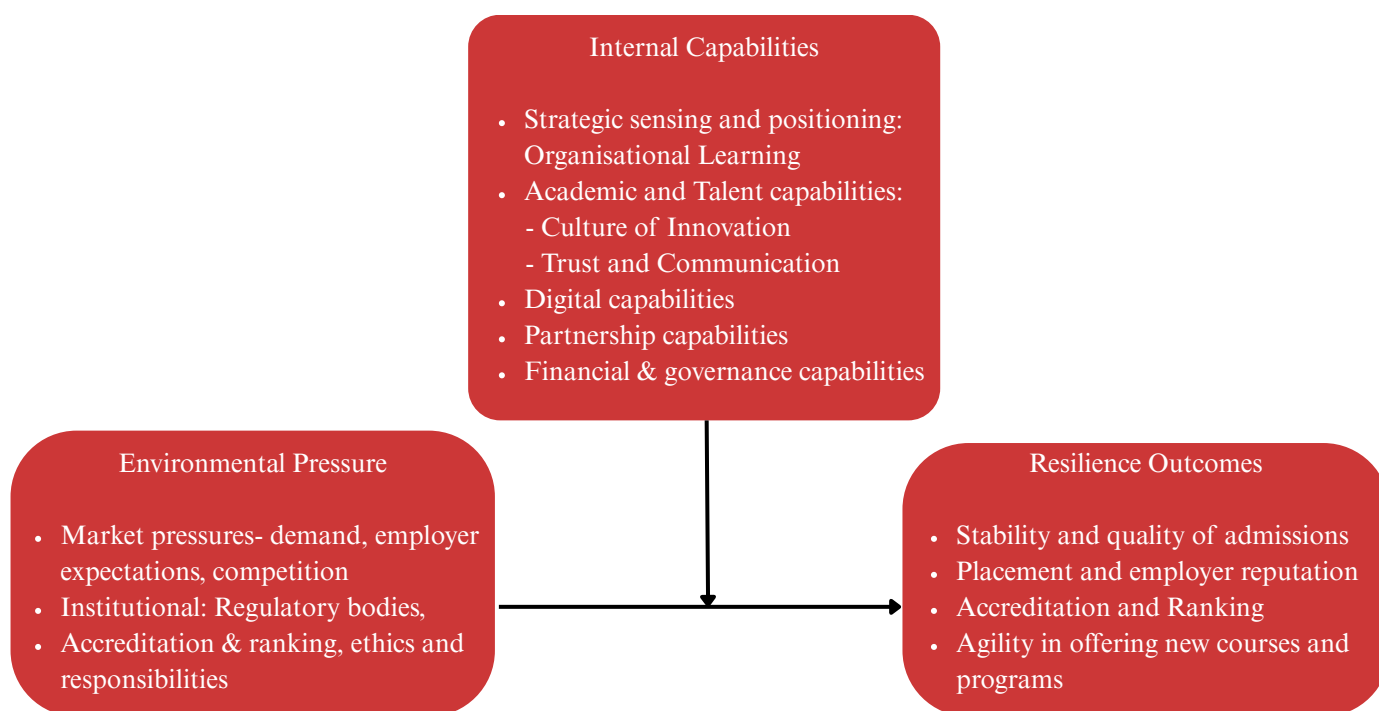 Internal Capabilities
• Strategic sensing and positioning:
Organisational Learning
• Academic and Talent capabilities:
- Culture of Innovation
- Trust and Communication
• Digital capabilities
• Partnership capabilities
• Financial & governance capabilities
Environmental Pressure
• Market pressures- demand, employer
expectations, competition
• Institutional: Regulatory bodies,
• Accreditation & ranking, ethics and
responsibilities
Resilience Outcomes
• Stability and quality of admissions
• Placement and employer reputation
• Accreditation and Ranking
• Agility in offering new courses and
programs